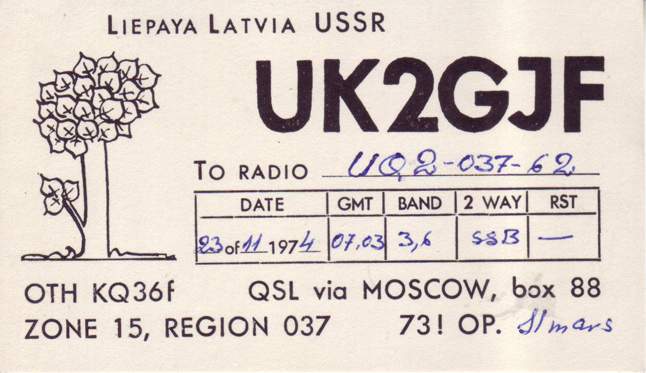 LIEPAYA LATVIA USSR
UK2GJF
TO RADIO UQ2-037-62
DATE GMT BAND 2 WAY RST
23 of 11 1974 07,03 3,6 SSB —
QTH KQ36f QSL via MOSCOW, box 88
ZONE 15, REGION 037 73! OP.